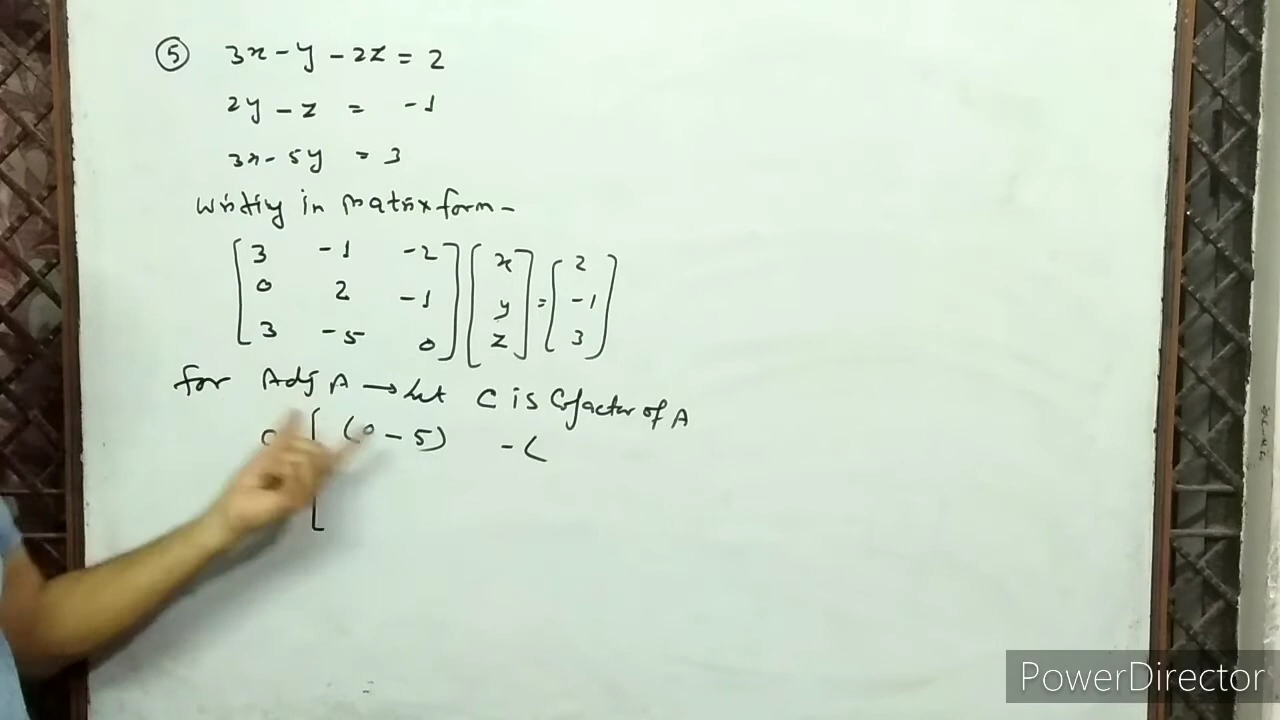 ⑤ 3x - y - 2z = 2
2y - z = -1
3x - 5y = 3
writing in Matrix form -
[3 -1 -2] [x] = [2]
[0 2 -1] [y] [-1]
[3 -5 0] [z] [3]
for Adj A → Let C is Cofactor of A
[ (0 - 5) - (
PowerDirector